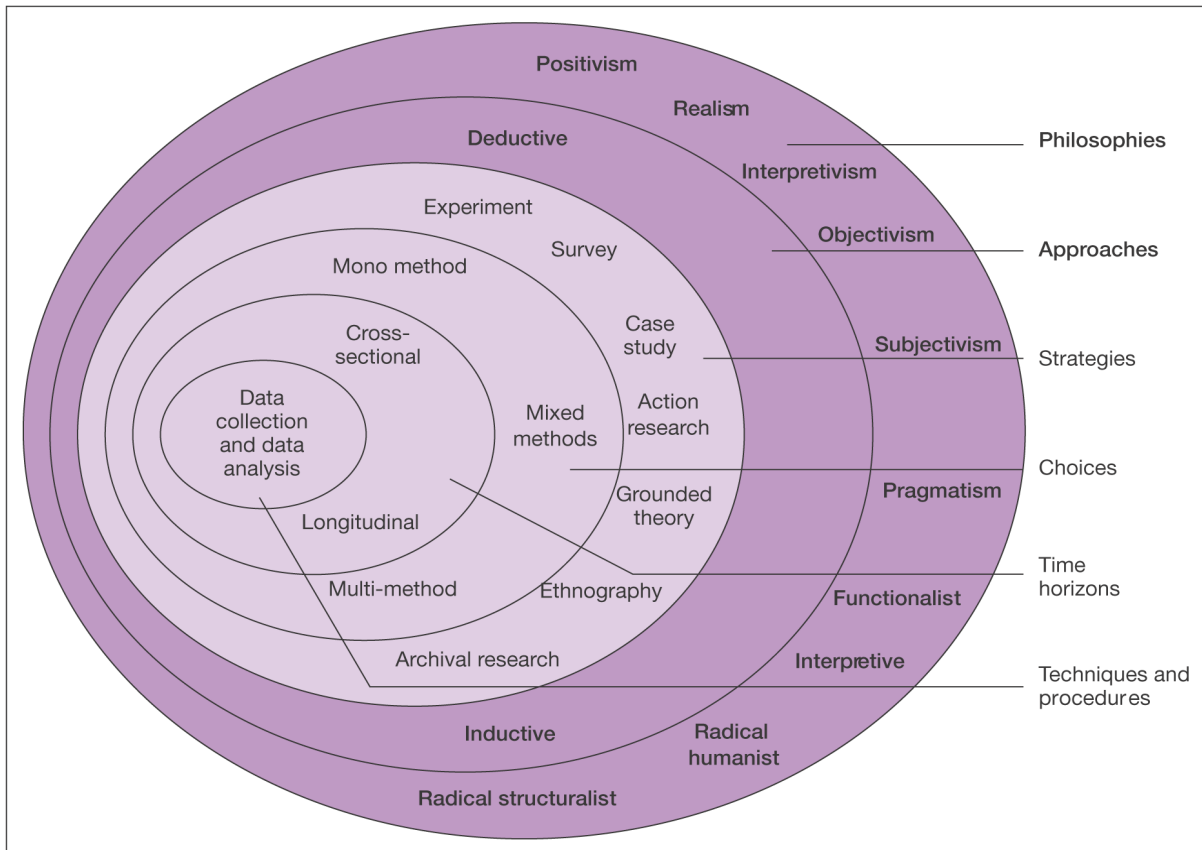 Positivism
Realism
Philosophies
Deductive
Interpretivism
Experiment
Objectivism
Survey
Approaches
Mono method
Case
study
Cross-
sectional
Subjectivism
Strategies
Data
collection
and data
analysis
Mixed
methods
Action
research
Choices
Pragmatism
Grounded
theory
Longitudinal
Time
horizons
Multi-method
Ethnography
Functionalist
Archival research
Interpretive
Techniques and
procedures
Inductive
Radical
humanist
Radical structuralist